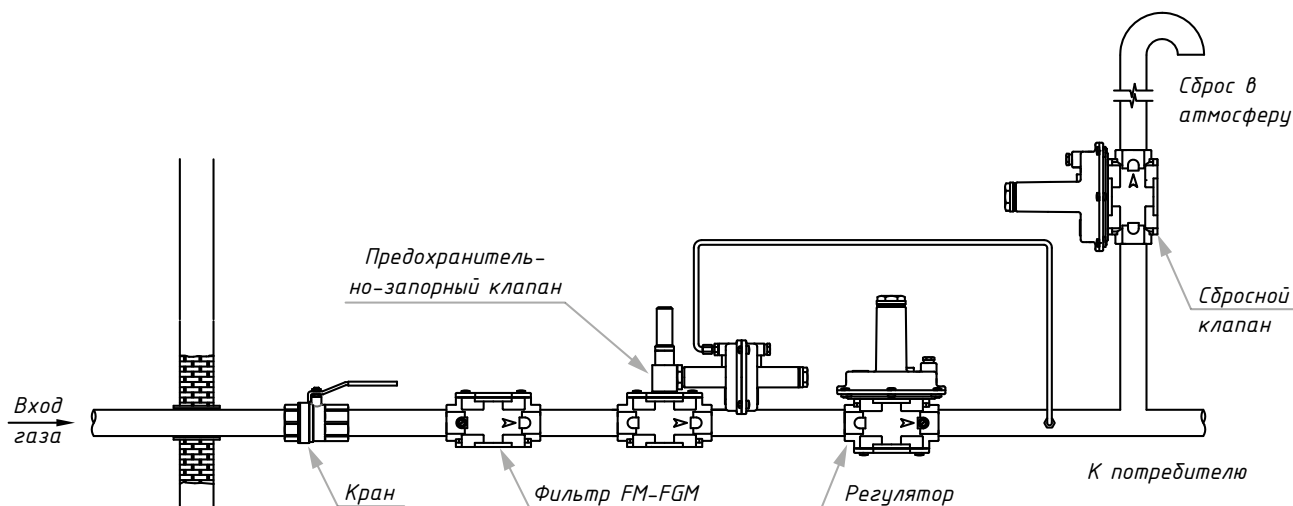 Сброс в
атмосферу
Предохранитель-
но-запорный клапан
Сбросной
клапан
Вход
газа
К потребителю
Кран
Фильтр FM-FGM
Регулятор